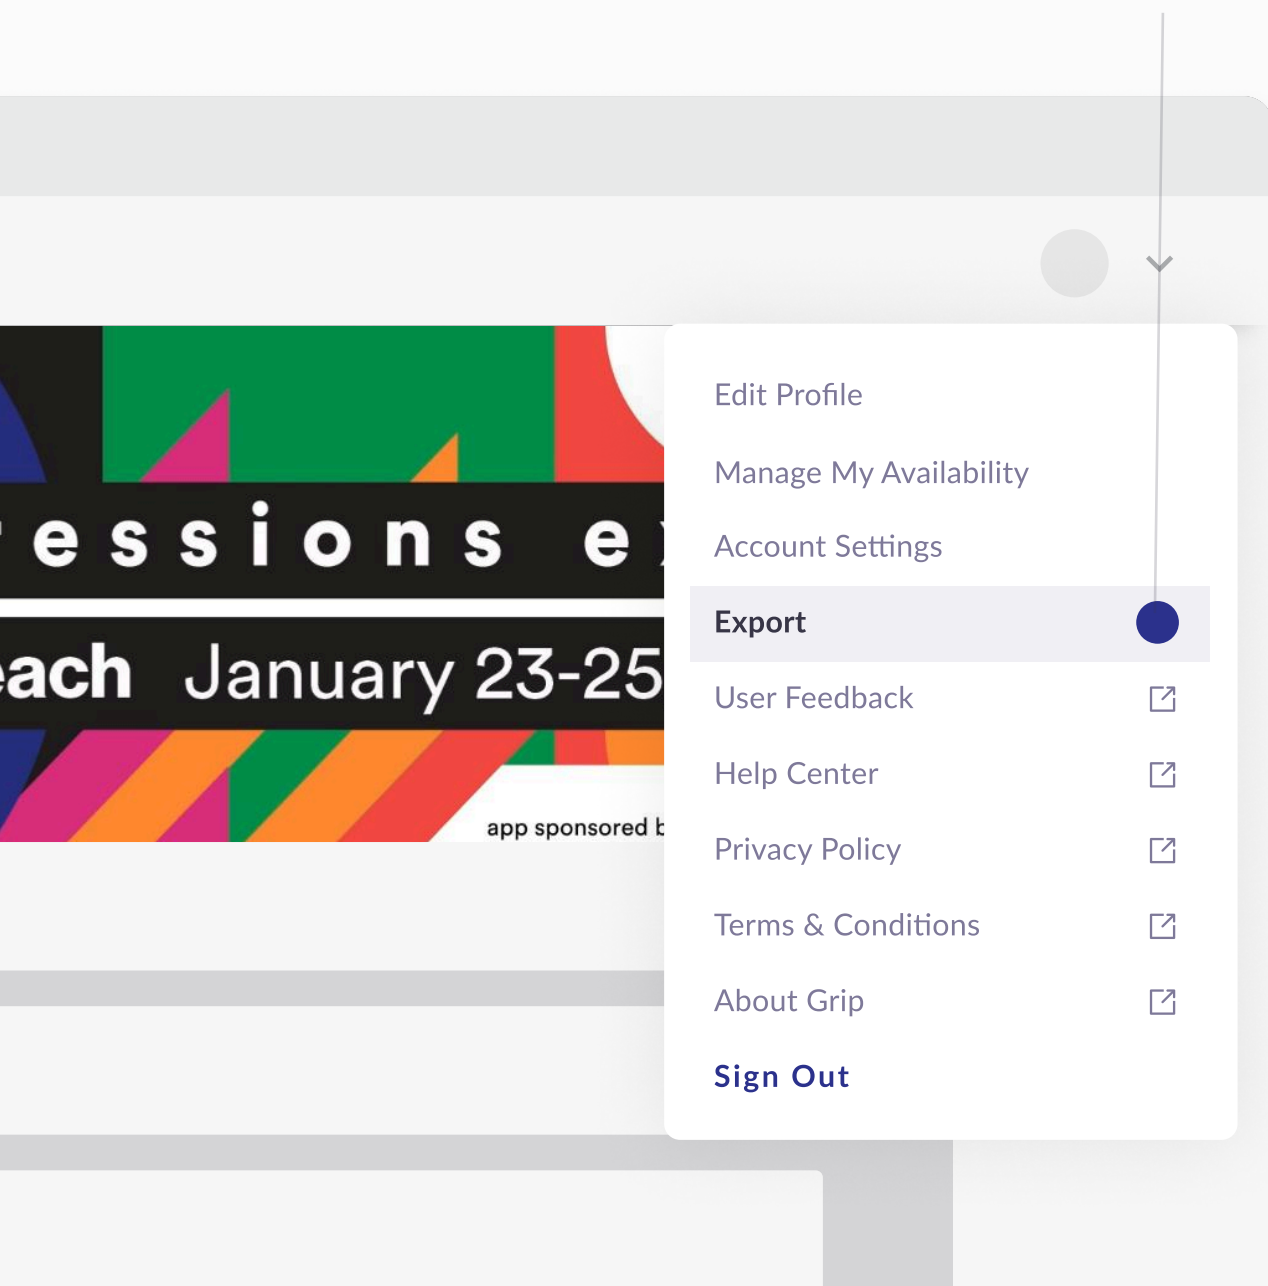 essions
each January 23-25
app sponsored
Edit Profile
Manage My Availability
Account Settings
Export
User Feedback
Help Center
Privacy Policy
Terms & Conditions
About Grip
Sign Out